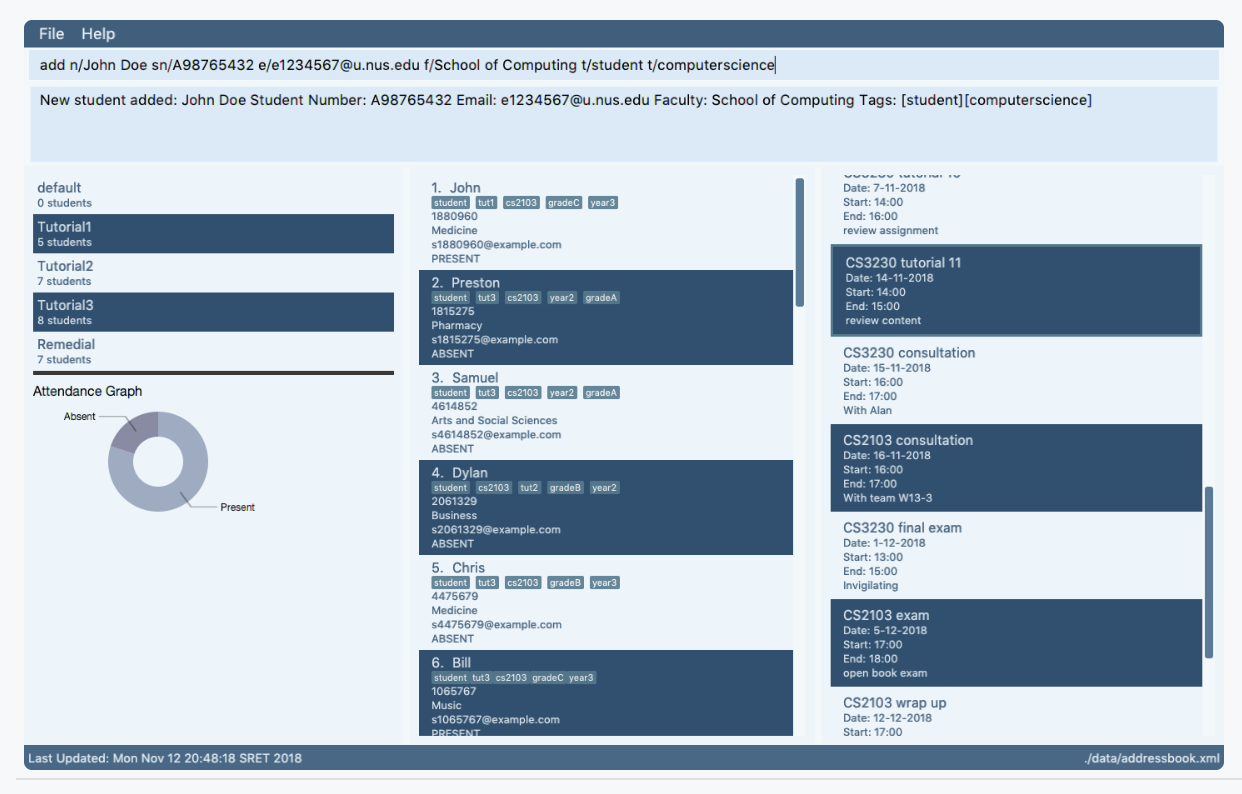 File Help
add n/John Doe sn/A98765432 e/e1234567@u.nus.edu f/School of Computing t/student t/computerscience
New student added: John Doe Student Number: A98765432 Email: e1234567@u.nus.edu Faculty: School of Computing Tags: [student][computerscience]
default
0 students
Tutorial1
5 students
Tutorial2
7 students
Tutorial3
8 students
Remedial
7 students
Attendance Graph
Absent
Present
1. John
student tut1 cs2103 gradeC year3
1880960
Medicine
s1880960@example.com
PRESENT
2. Preston
student tut3 cs2103 year2 gradeA
1815275
Pharmacy
s1815275@example.com
ABSENT
3. Samuel
student tut3 cs2103 year2 gradeA
4614852
Arts and Social Sciences
s4614852@example.com
ABSENT
4. Dylan
student cs2103 tut2 gradeB year2
2061329
Business
s2061329@example.com
ABSENT
5. Chris
student tut3 cs2103 gradeB year3
4475679
Medicine
s4475679@example.com
ABSENT
6. Bill
student tut3 cs2103 gradeC year3
1065767
Music
s1065767@example.com
PRESENT
CS3230 tutorial 10
Date: 7-11-2018
Start: 14:00
End: 16:00
review assignment
CS3230 tutorial 11
Date: 14-11-2018
Start: 14:00
End: 15:00
review content
CS3230 consultation
Date: 15-11-2018
Start: 16:00
End: 17:00
With Alan
CS2103 consultation
Date: 16-11-2018
Start: 16:00
End: 17:00
With team W13-3
CS3230 final exam
Date: 1-12-2018
Start: 13:00
End: 15:00
Invigilating
CS2103 exam
Date: 5-12-2018
Start: 17:00
End: 18:00
open book exam
CS2103 wrap up
Date: 12-12-2018
Start: 17:00
Last Updated: Mon Nov 12 20:48:18 SRET 2018
./data/addressbook.xml